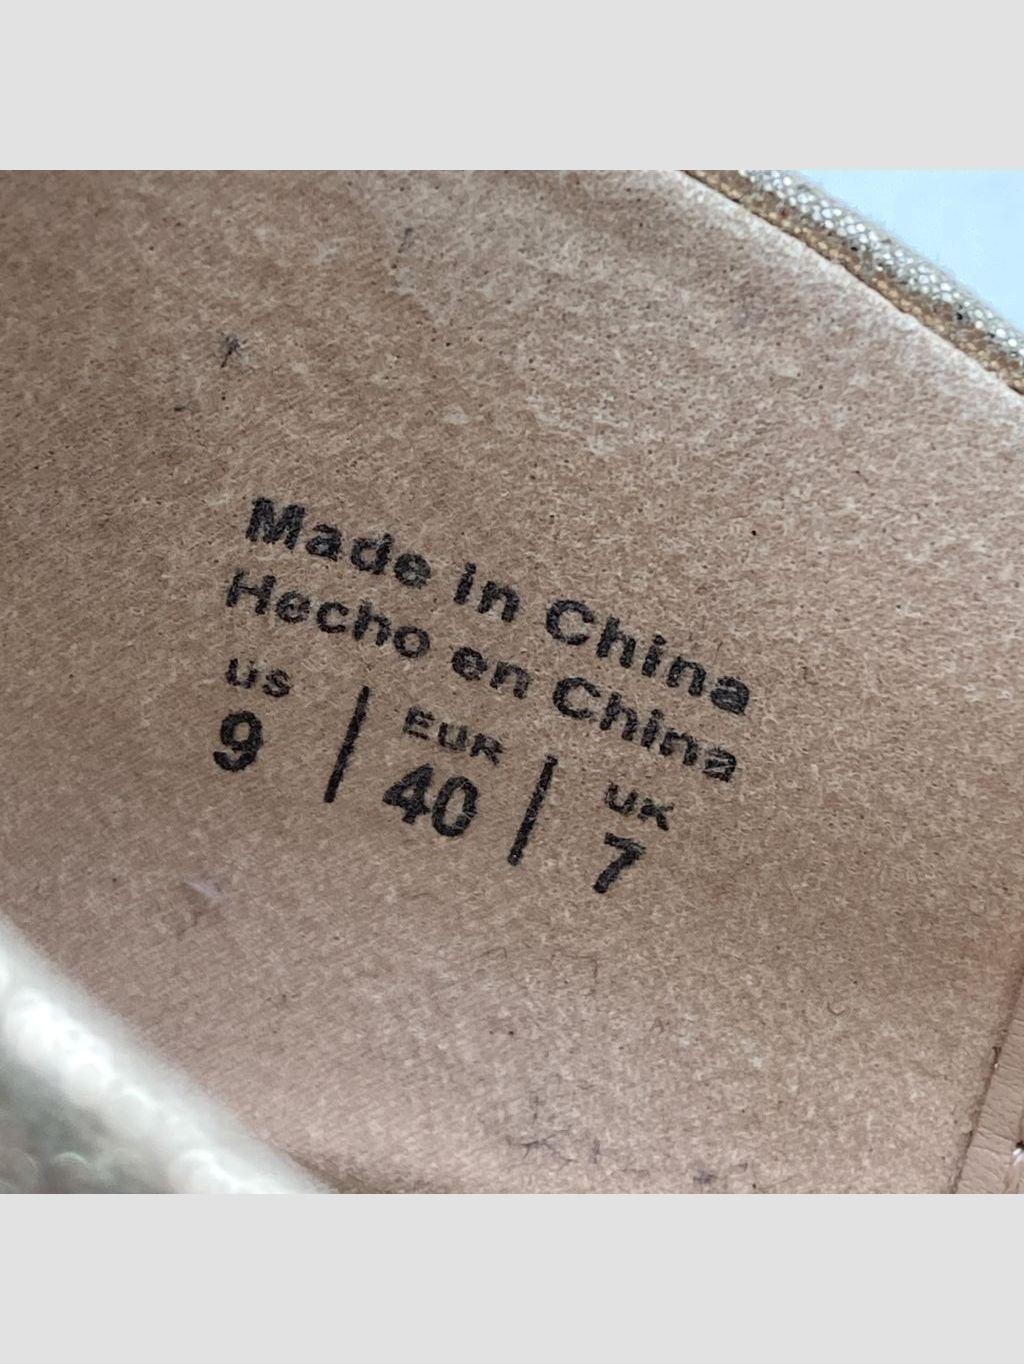 Made in China
Hecho en China
US EUR UK
9 | 40 | 7